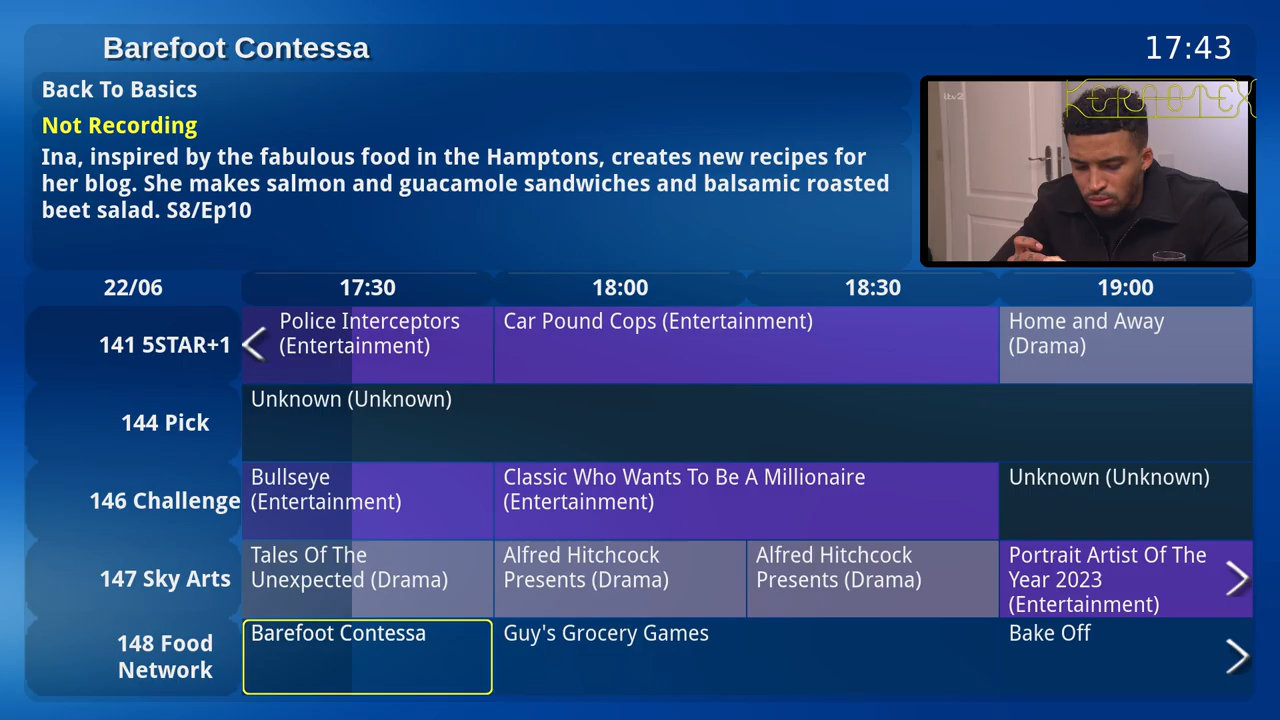 Barefoot Contessa
17:43
Back To Basics
Not Recording
Ina, inspired by the fabulous food in the Hamptons, creates new recipes for
her blog. She makes salmon and guacamole sandwiches and balsamic roasted
beet salad. S8/Ep10
itv2
KERAOTEX
22/06
17:30
18:00
18:30
19:00
141 5STAR+1
Police Interceptors
(Entertainment)
Car Pound Cops (Entertainment)
Home and Away
(Drama)
144 Pick
Unknown (Unknown)
146 Challenge
Bullseye
(Entertainment)
Classic Who Wants To Be A Millionaire
(Entertainment)
Unknown (Unknown)
147 Sky Arts
Tales Of The
Unexpected (Drama)
Alfred Hitchcock
Presents (Drama)
Alfred Hitchcock
Presents (Drama)
Portrait Artist Of The
Year 2023
(Entertainment)
148 Food
Network
Barefoot Contessa
Guy's Grocery Games
Bake Off